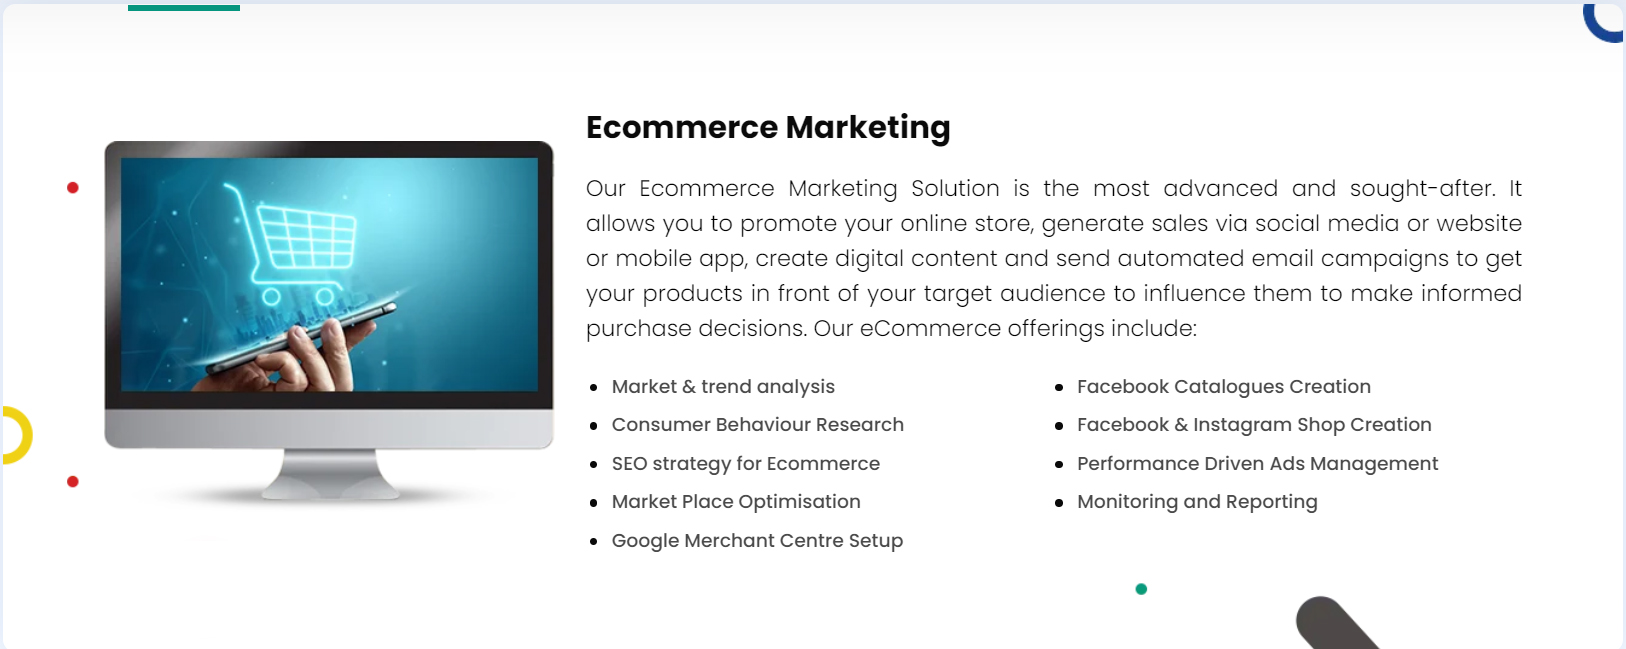 Ecommerce Marketing
Our Ecommerce Marketing Solution is the most advanced and sought-after. It
allows you to promote your online store, generate sales via social media or website
or mobile app, create digital content and send automated email campaigns to get
your products in front of your target audience to influence them to make informed
purchase decisions. Our eCommerce offerings include:
Market & trend analysis
Consumer Behaviour Research
SEO strategy for Ecommerce
Market Place Optimisation
Google Merchant Centre Setup
Facebook Catalogues Creation
Facebook & Instagram Shop Creation
Performance Driven Ads Management
Monitoring and Reporting